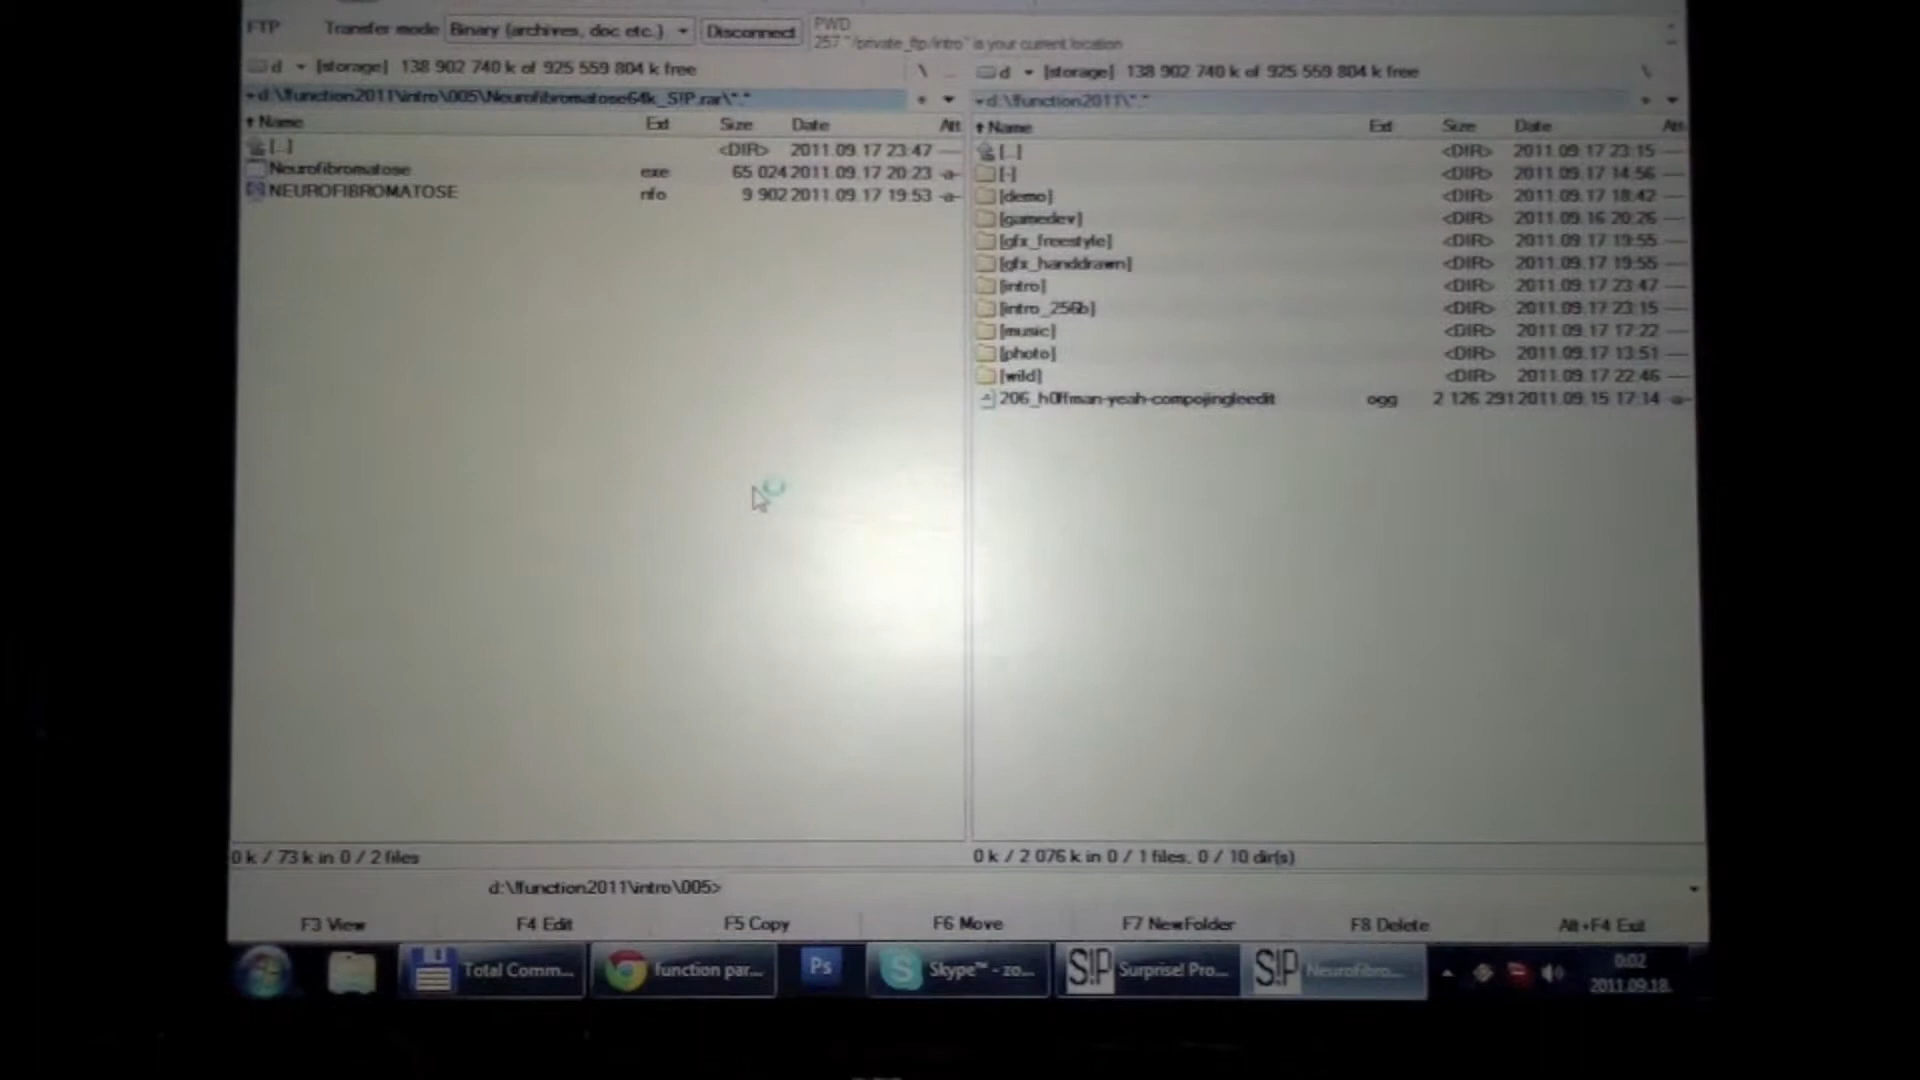 FTP Transfer mode Binary (archives, doc etc.) Disconnect PWD
257 "/private_ftp/intro" is your current location
d [storage] 138 902 740 k of 925 559 804 k free \ ..
d:\function2011\intro\005\Neurofibromatose64k_S!P.rar\*.*
Name Ext Size Date Att
[..] <DIR> 2011.09.17 23:47 ----
Neurofibromatose exe 65 024 2011.09.17 20:23 -a--
NEUROFIBROMATOSE nfo 9 902 2011.09.17 19:53 -a--
0 k / 73 k in 0 / 2 files
d [storage] 138 902 740 k of 925 559 804 k free \
d:\function2011\*.*
Name Ext Size Date Att
[..] <DIR> 2011.09.17 23:15 ----
[-] <DIR> 2011.09.17 14:56 ----
[demo] <DIR> 2011.09.17 18:42 ----
[gamedev] <DIR> 2011.09.16 20:26 ----
[gfx_freestyle] <DIR> 2011.09.17 19:55 ----
[gfx_handdrawn] <DIR> 2011.09.17 19:55 ----
[intro] <DIR> 2011.09.17 23:47 ----
[intro_256b] <DIR> 2011.09.17 23:15 ----
[music] <DIR> 2011.09.17 17:22 ----
[photo] <DIR> 2011.09.17 13:51 ----
[wild] <DIR> 2011.09.17 22:46 ----
206_h0ffman-yeah-compojingleedit ogg 2 126 291 2011.09.15 17:14 -a--
0 k / 2 076 k in 0 / 1 files, 0 / 10 dir(s)
d:\function2011\intro\005>
F3 View F4 Edit F5 Copy F6 Move F7 NewFolder F8 Delete Alt+F4 Exit
Total Comm... function par... Ps S Skype™ - zo... S!P Surprise! Pro... S!P Neurofibro... 0:02
2011.09.18.